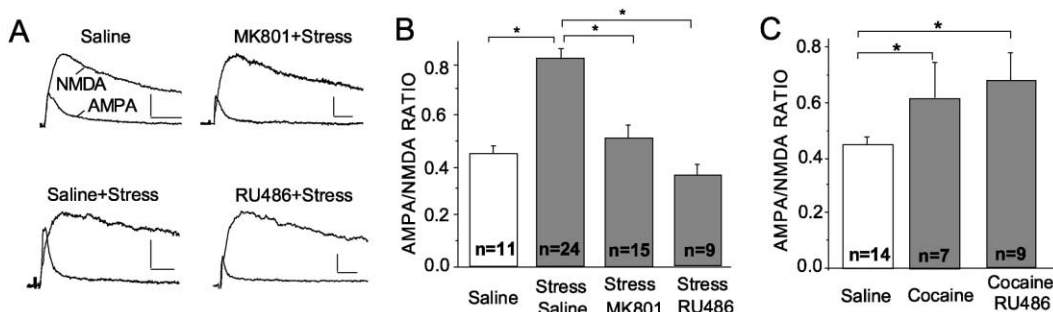 A
Saline
NMDA
AMPA
MK801+Stress
Saline+Stress
RU486+Stress
B
AMPA/NMDA RATIO
0.8
0.6
0.4
0.2
0.0
*
*
*
n=11
n=24
n=15
n=9
Saline
Stress
Saline
Stress
MK801
Stress
RU486
C
AMPA/NMDA RATIO
0.8
0.6
0.4
0.2
0.0
*
*
n=14
n=7
n=9
Saline
Cocaine
Cocaine
RU486